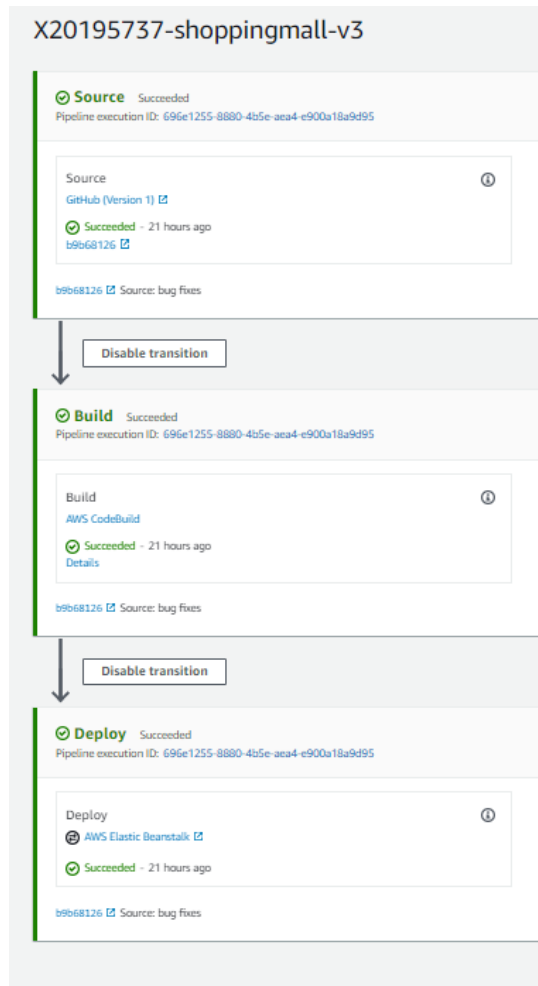 X20195737-shoppingmall-v3
Source Succeeded
Pipeline execution ID: 696e1255-8880-4b5e-aea4-e900a18a9d95
Source
GitHub (Version 1)
Succeeded - 21 hours ago
b9b68126
b9b68126 Source: bug fixes
Disable transition
Build Succeeded
Pipeline execution ID: 696e1255-8880-4b5e-aea4-e900a18a9d95
Build
AWS CodeBuild
Succeeded - 21 hours ago
Details
b9b68126 Source: bug fixes
Disable transition
Deploy Succeeded
Pipeline execution ID: 696e1255-8880-4b5e-aea4-e900a18a9d95
Deploy
AWS Elastic Beanstalk
Succeeded - 21 hours ago
b9b68126 Source: bug fixes